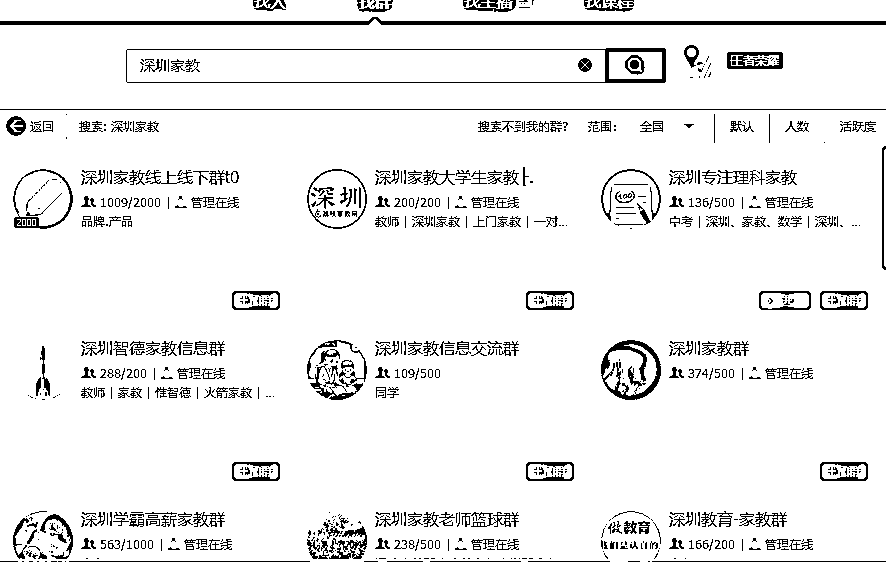 找人 找群 找主播 找课程
深圳家教
王者荣耀
返回 搜索: 深圳家教 搜索不到我的群? 范围: 全国 默认 人数 活跃度
深圳家教线上线下群t0
1009/2000 | 管理在线
品牌.产品
2000
深圳家教大学生家教
200/200 | 管理在线
教师 | 深圳家教 | 上门家教 | 一对...
深圳
深圳专注理科家教
136/500 | 管理在线
中考 | 深圳、家教、数学 | 深圳、...
100
+加群
+加群
+加群
深圳智德家教信息群
288/200 | 管理在线
教师 | 家教 | 惟智德 | 火箭家教 | ...
深圳家教信息交流群
109/500
同学
深圳家教群
374/500 | 管理在线
+加群
+加群
+加群
深圳学霸高薪家教群
563/1000 | 管理在线
深圳家教老师篮球群
238/500 | 管理在线
深圳教育-家教群
166/200 | 管理在线
做教育
我们是认真的